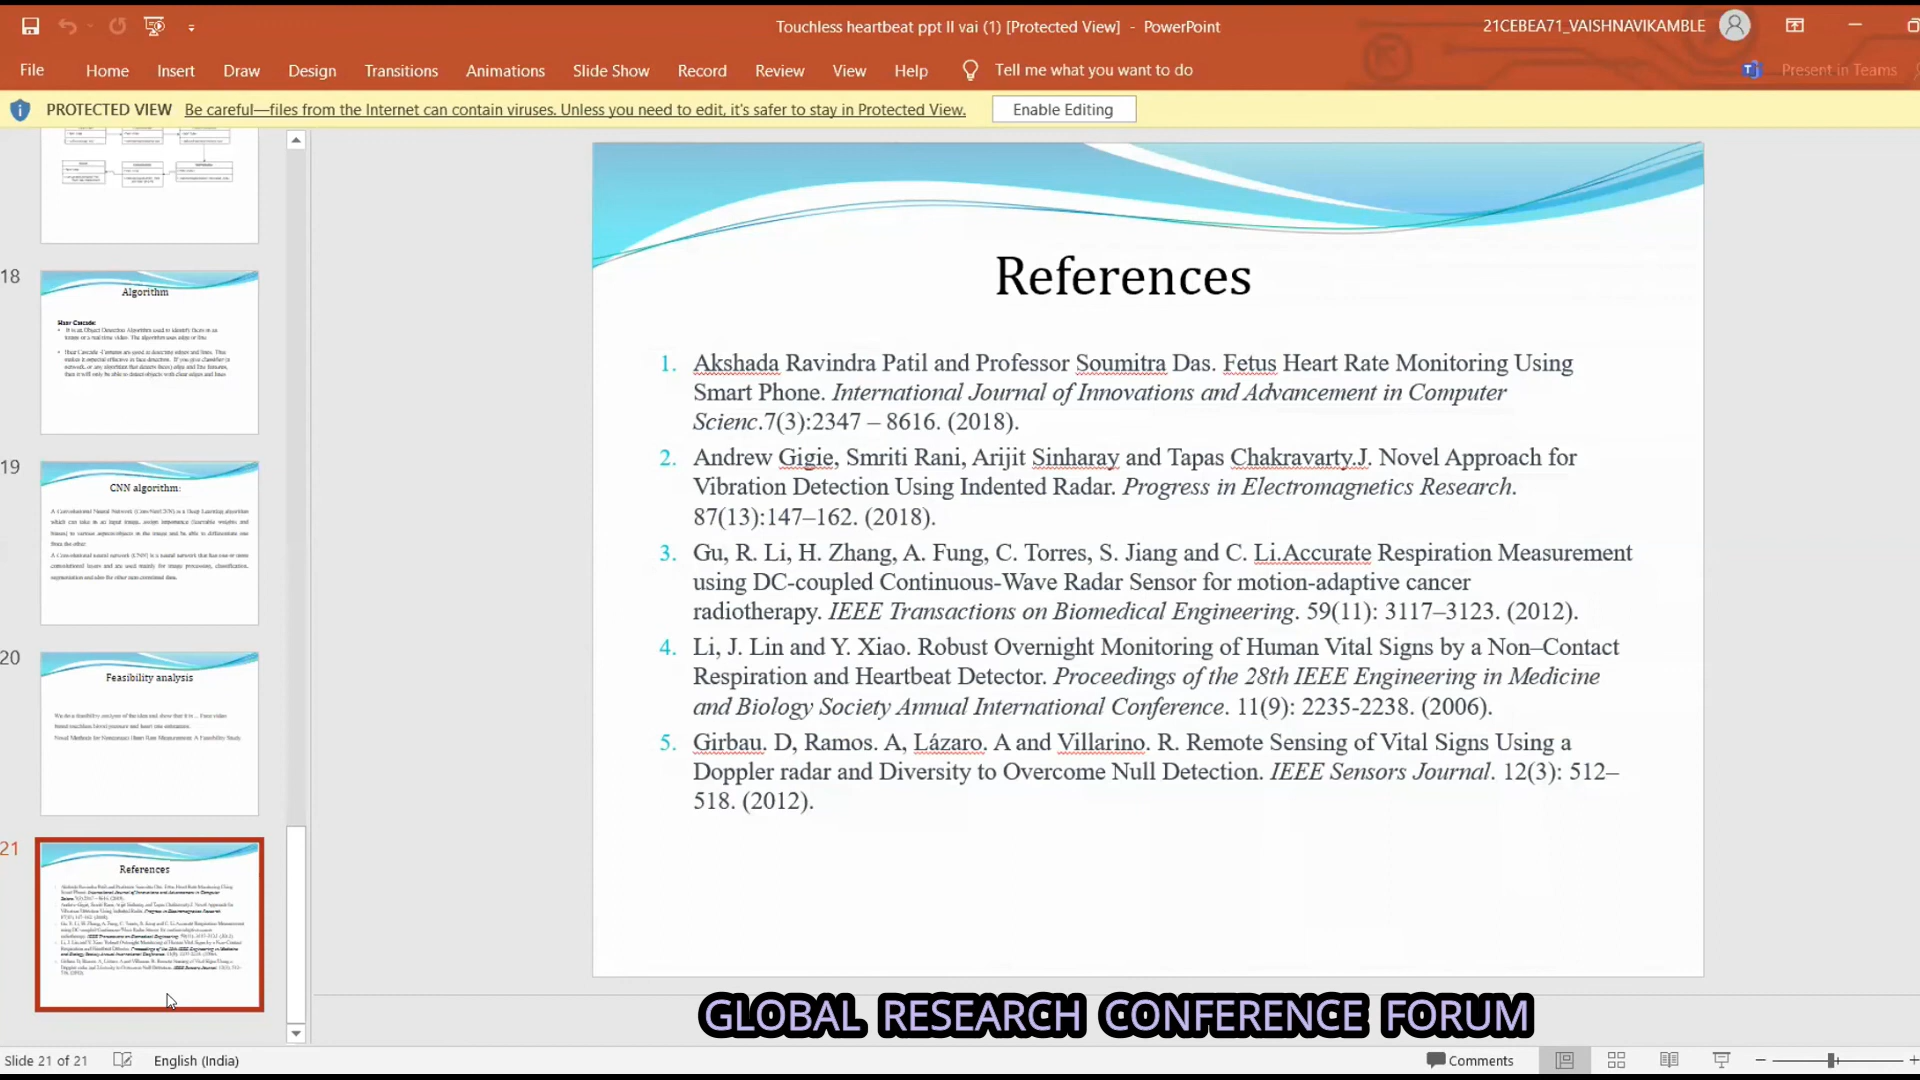 Touchless heartbeat ppt II vai (1) [Protected View] - PowerPoint
21CEBEA71_VAISHNAVIKAMBLE
File Home Insert Draw Design Transitions Animations Slide Show Record Review View Help Tell me what you want to do Present in Teams
PROTECTED VIEW Be careful—files from the Internet can contain viruses. Unless you need to edit, it's safer to stay in Protected View. Enable Editing
18
Algorithm
19
CNN algorithm:
20
Feasibility analysis
21
References
References
1. Akshada Ravindra Patil and Professor Soumitra Das. Fetus Heart Rate Monitoring Using
Smart Phone. International Journal of Innovations and Advancement in Computer
Scienc.7(3):2347 – 8616. (2018).
2. Andrew Gigie, Smriti Rani, Arijit Sinharay and Tapas Chakravarty.J. Novel Approach for
Vibration Detection Using Indented Radar. Progress in Electromagnetics Research.
87(13):147–162. (2018).
3. Gu, R. Li, H. Zhang, A. Fung, C. Torres, S. Jiang and C. Li.Accurate Respiration Measurement
using DC-coupled Continuous-Wave Radar Sensor for motion-adaptive cancer
radiotherapy. IEEE Transactions on Biomedical Engineering. 59(11): 3117–3123. (2012).
4. Li, J. Lin and Y. Xiao. Robust Overnight Monitoring of Human Vital Signs by a Non–Contact
Respiration and Heartbeat Detector. Proceedings of the 28th IEEE Engineering in Medicine
and Biology Society Annual International Conference. 11(9): 2235-2238. (2006).
5. Girbau. D, Ramos. A, Lázaro. A and Villarino. R. Remote Sensing of Vital Signs Using a
Doppler radar and Diversity to Overcome Null Detection. IEEE Sensors Journal. 12(3): 512–
518. (2012).
GLOBAL RESEARCH CONFERENCE FORUM
Slide 21 of 21 English (India) Comments